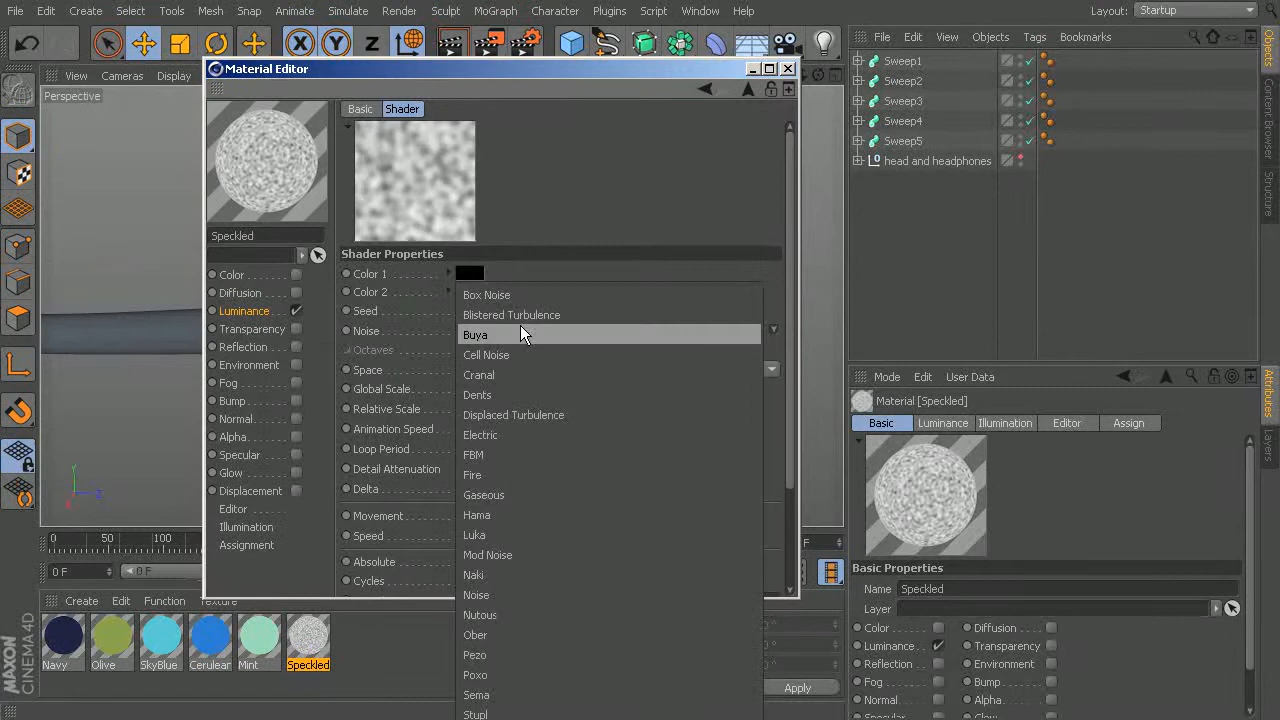 File Edit Create Select Tools Mesh Snap Animate Simulate Render Sculpt MoGraph Character Plugins Script Window Help
Layout: Startup
X Y Z
View Cameras Display
Perspective
Material Editor
Basic Shader
Speckled
Color
Diffusion
Luminance
Transparency
Reflection
Environment
Fog
Bump
Normal
Alpha
Specular
Glow
Displacement
Editor
Illumination
Assignment
Shader Properties
Color 1
Color 2
Seed
Noise
Octaves
Space
Global Scale
Relative Scale
Animation Speed
Loop Period
Detail Attenuation
Delta
Movement
Speed
Absolute
Cycles
Box Noise
Blistered Turbulence
Buya
Cell Noise
Cranal
Dents
Displaced Turbulence
Electric
FBM
Fire
Gaseous
Hama
Luka
Mod Noise
Naki
Noise
Nutous
Ober
Pezo
Poxo
Sema
Stupl
0 50 100
0 F 0 F F
Create Edit Function Texture
Navy Olive SkyBlue Cerulear Mint Speckled
Apply
MAXON
CINEMA 4D
File Edit View Objects Tags Bookmarks
Sweep1
Sweep2
Sweep3
Sweep4
Sweep5
head and headphones
Objects
Content Browser
Structure
Mode Edit User Data
Material [Speckled]
Basic Luminance Illumination Editor Assign
Basic Properties
Name Speckled
Layer
Color Diffusion
Luminance Transparency
Reflection Environment
Fog Bump
Normal Alpha
Specular Glow
Attributes
Layers